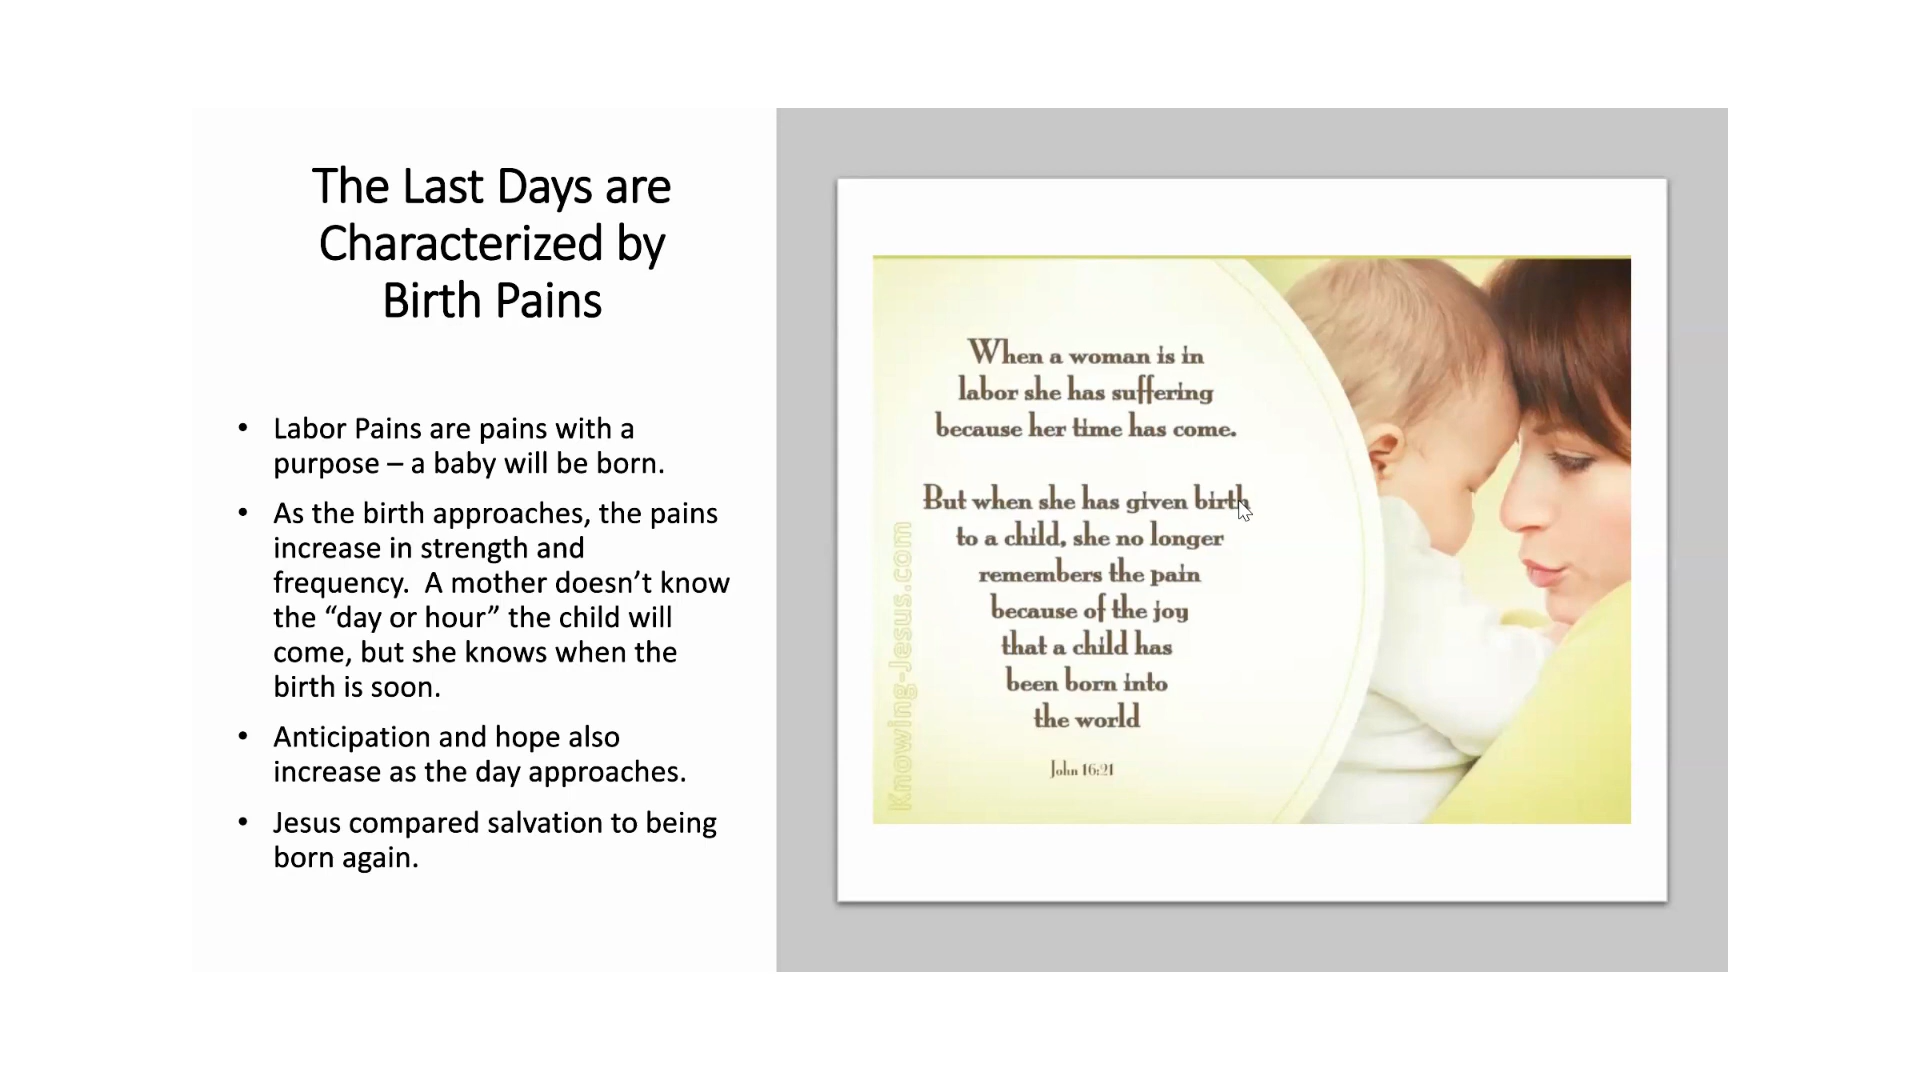 The Last Days are
Characterized by
Birth Pains
• Labor Pains are pains with a
purpose – a baby will be born.
• As the birth approaches, the pains
increase in strength and
frequency.  A mother doesn’t know
the “day or hour” the child will
come, but she knows when the
birth is soon.
• Anticipation and hope also
increase as the day approaches.
• Jesus compared salvation to being
born again.
When a woman is in
labor she has suffering
because her time has come.
But when she has given birth
to a child, she no longer
remembers the pain
because of the joy
that a child has
been born into
the world
John 16:21
Knowing-Jesus.com